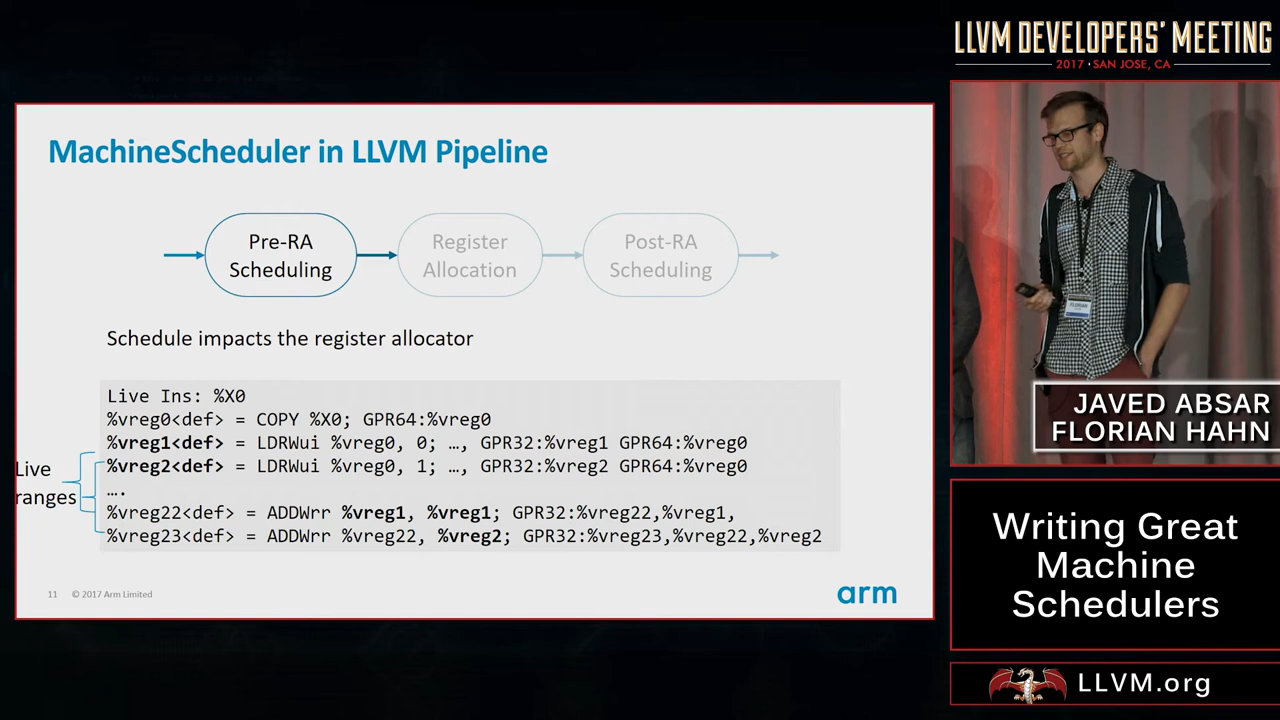 LLVM DEVELOPERS' MEETING
2017 • SAN JOSE, CA
MachineScheduler in LLVM Pipeline
Pre-RA
Scheduling
Register
Allocation
Post-RA
Scheduling
Schedule impacts the register allocator
Live Ins: %X0
%vreg0<def> = COPY %X0; GPR64:%vreg0
%vreg1<def> = LDRWui %vreg0, 0; …, GPR32:%vreg1 GPR64:%vreg0
%vreg2<def> = LDRWui %vreg0, 1; …, GPR32:%vreg2 GPR64:%vreg0
….
%vreg22<def> = ADDWrr %vreg1, %vreg1; GPR32:%vreg22,%vreg1,
%vreg23<def> = ADDWrr %vreg22, %vreg2; GPR32:%vreg23,%vreg22,%vreg2
Live
ranges
11 © 2017 Arm Limited
arm
FLORIAN
JAVED ABSAR
FLORIAN HAHN
Writing Great
Machine
Schedulers
LLVM.org